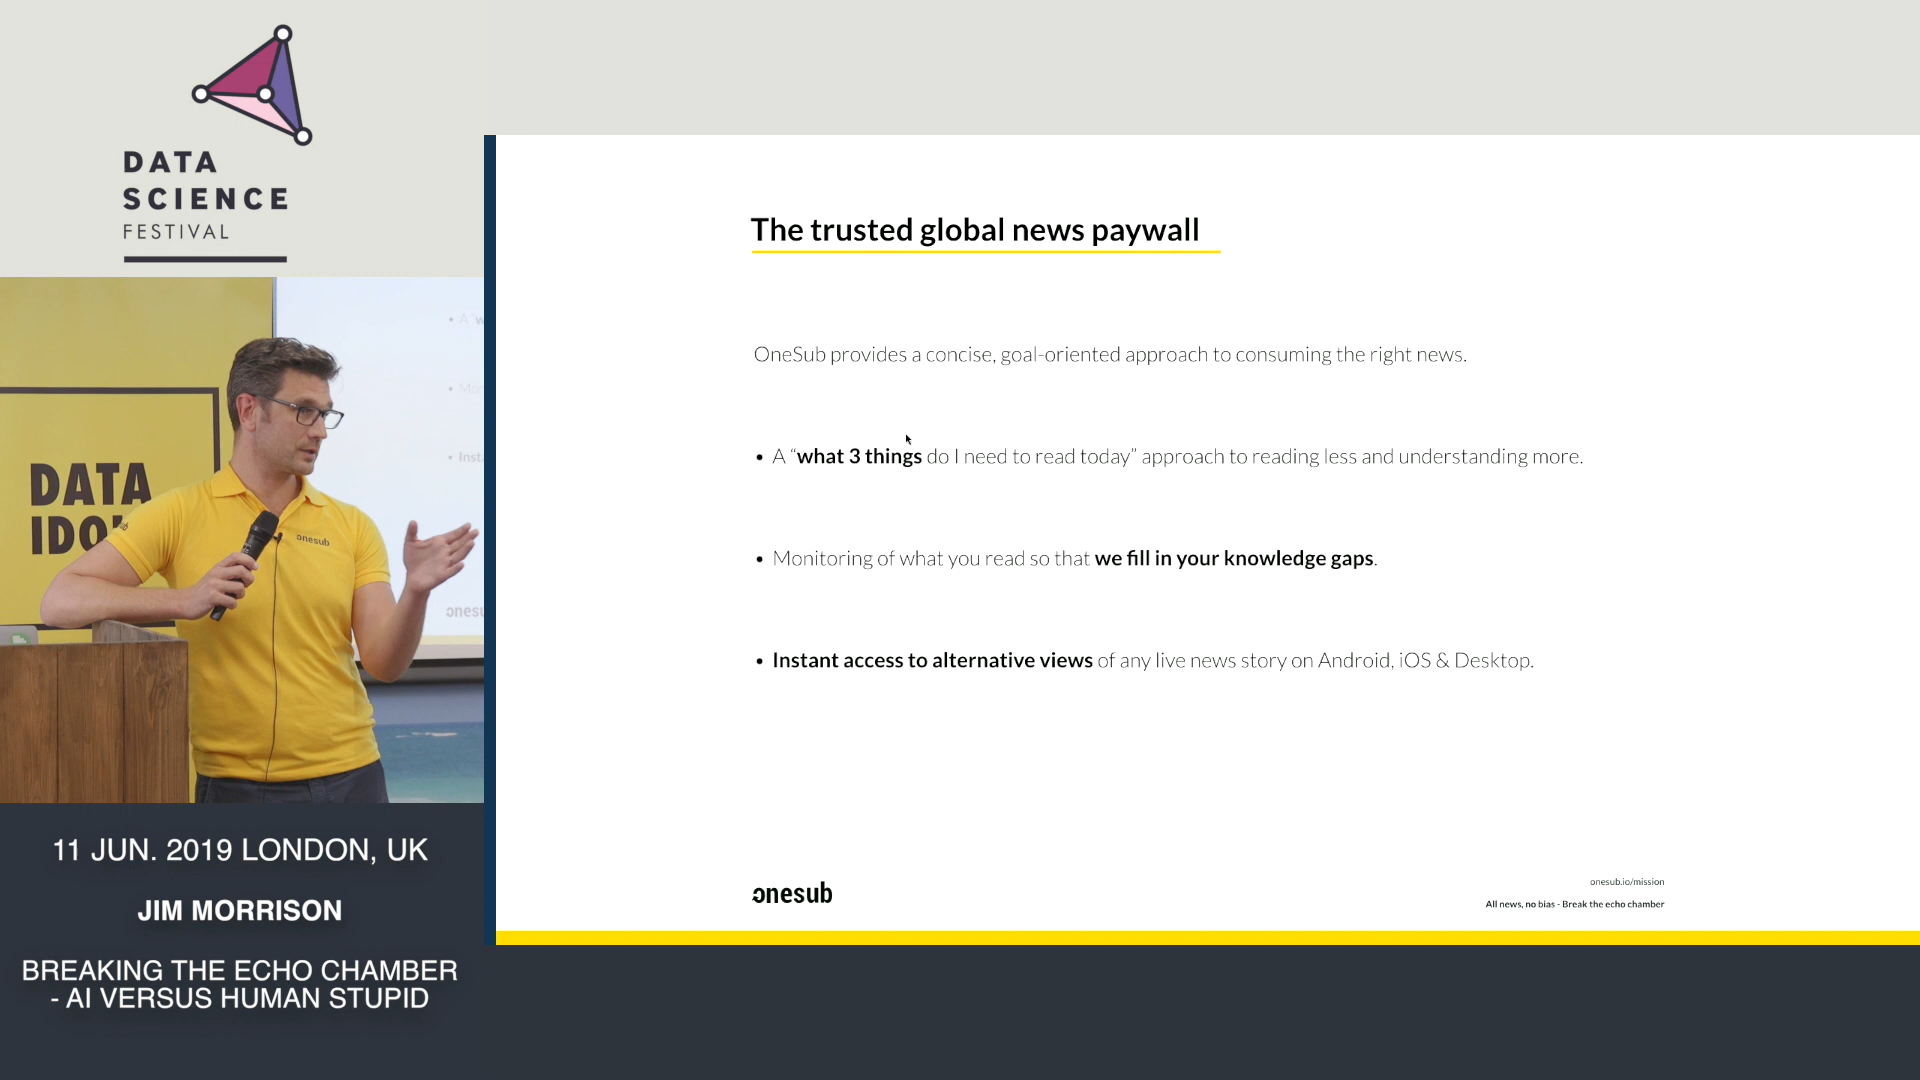 DATA
SCIENCE
FESTIVAL
DATA
onesub
11 JUN. 2019 LONDON, UK
JIM MORRISON
BREAKING THE ECHO CHAMBER
- AI VERSUS HUMAN STUPID
The trusted global news paywall
OneSub provides a concise, goal-oriented approach to consuming the right news.
• A “what 3 things do I need to read today” approach to reading less and understanding more.
• Monitoring of what you read so that we fill in your knowledge gaps.
• Instant access to alternative views of any live news story on Android, iOS & Desktop.
onesub
onesub.io/mission
All news, no bias - Break the echo chamber